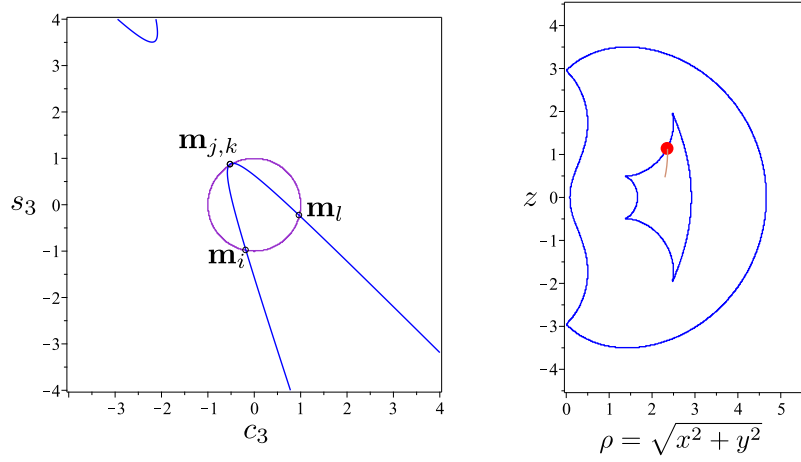 4
3
2
1
0
−1
−2
−3
−4
s₃
−3 −2 −1 0 1 2 3 4
c₃
m_{j,k}
m_l
m_i
4
3
2
1
0
−1
−2
−3
−4
z
0 1 2 3 4 5
ρ = √(x² + y²)